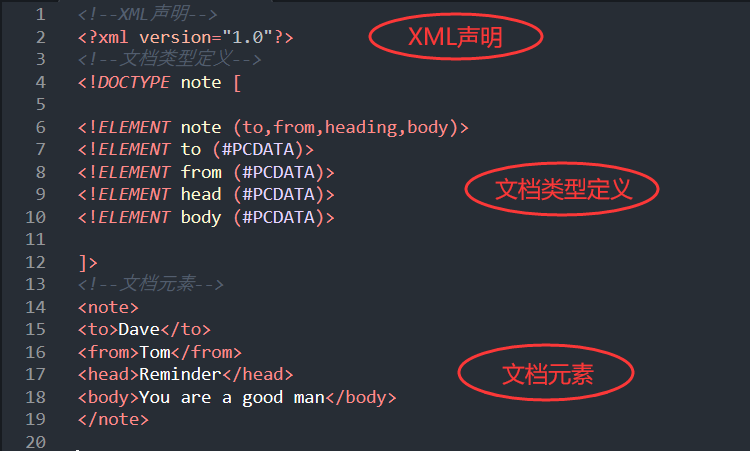 1 <!--XML声明-->
2 <?xml version="1.0"?> XML声明
3 <!--文档类型定义-->
4 <!DOCTYPE note [
5
6 <!ELEMENT note (to,from,heading,body)>
7 <!ELEMENT to (#PCDATA)>
8 <!ELEMENT from (#PCDATA)> 文档类型定义
9 <!ELEMENT head (#PCDATA)>
10 <!ELEMENT body (#PCDATA)>
11
12 ]>
13 <!--文档元素-->
14 <note>
15 <to>Dave</to>
16 <from>Tom</from>
17 <head>Reminder</head> 文档元素
18 <body>You are a good man</body>
19 </note>
20